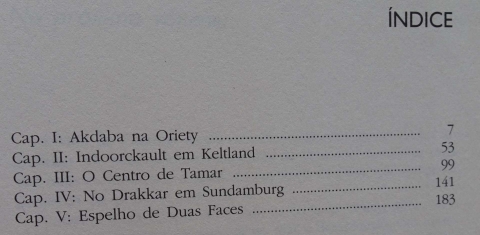 ÍNDICE
Cap. I: Akdaba na Oriety ........................................................ 7
Cap. II: Indoorckault em Keltland .......................................... 53
Cap. III: O Centro de Tamar ................................................... 99
Cap. IV: No Drakkar em Sundamburg .................................. 141
Cap. V: Espelho de Duas Faces ............................................. 183